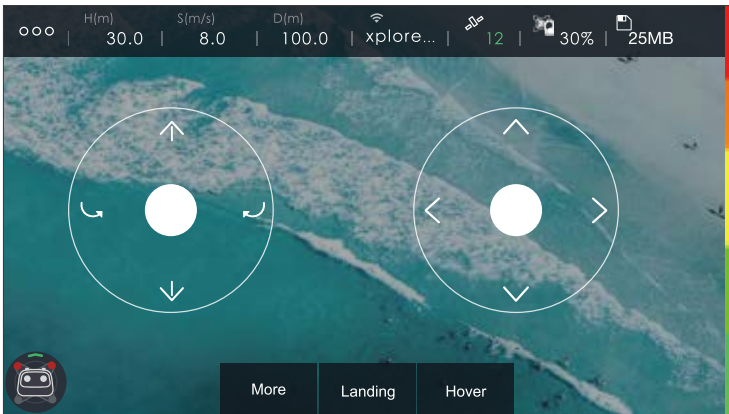 H(m) S(m/s) D(m)
30.0 | 8.0 | 100.0 | xplore... | 12 | 30% | 25MB
More Landing Hover